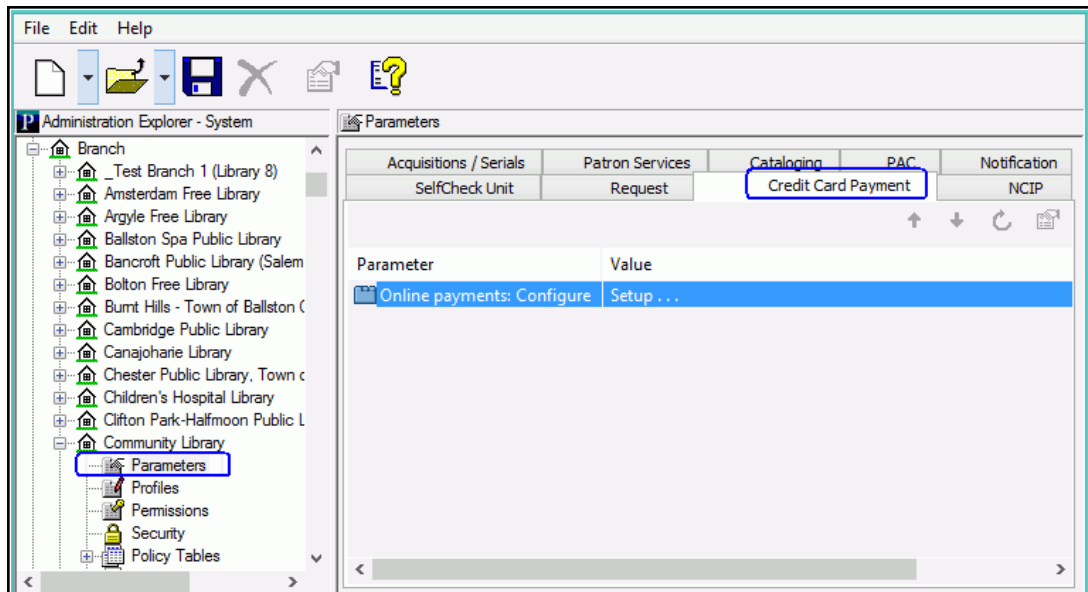 File Edit Help
Administration Explorer - System
Branch
_Test Branch 1 (Library 8)
Amsterdam Free Library
Argyle Free Library
Ballston Spa Public Library
Bancroft Public Library (Salem
Bolton Free Library
Burnt Hills - Town of Ballston C
Cambridge Public Library
Canajoharie Library
Chester Public Library, Town c
Children's Hospital Library
Clifton Park-Halfmoon Public L
Community Library
Parameters
Profiles
Permissions
Security
Policy Tables
Parameters
Acquisitions / Serials Patron Services Cataloging PAC Notification
SelfCheck Unit Request Credit Card Payment NCIP
Parameter Value
Online payments: Configure Setup . . .